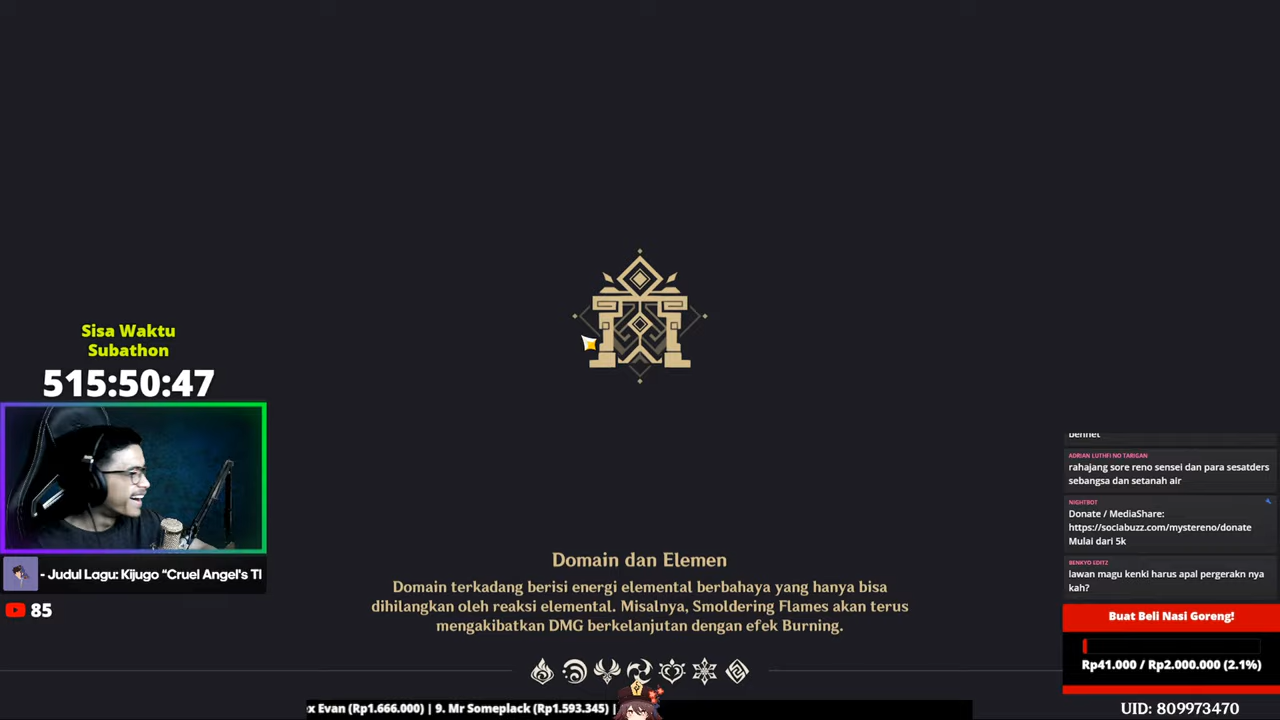 Sisa Waktu
Subathon
515:50:47
- Judul Lagu: Kijugo “Cruel Angel's Tl
85
Domain dan Elemen
Domain terkadang berisi energi elemental berbahaya yang hanya bisa
dihilangkan oleh reaksi elemental. Misalnya, Smoldering Flames akan terus
mengakibatkan DMG berkelanjutan dengan efek Burning.
ex Evan (Rp1.666.000) | 9. Mr Someplack (Rp1.593.345) |
bennet
ADRIAN LUTHFI NO TARIGAN
rahajang sore reno sensei dan para sesatders
sebangsa dan setanah air
NIGHTBOT
Donate / MediaShare:
https://sociabuzz.com/mystereno/donate
Mulai dari 5k
BENKYO EDITZ
lawan magu kenki harus apal pergerakn nya
kah?
Buat Beli Nasi Goreng!
Rp41.000 / Rp2.000.000 (2.1%)
UID: 809973470